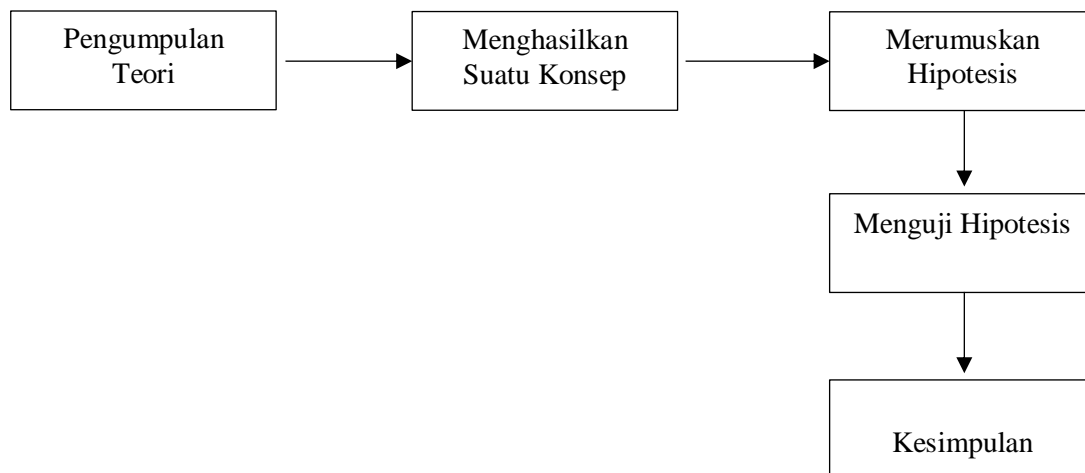 Pengumpulan
Teori
Menghasilkan
Suatu Konsep
Merumuskan
Hipotesis
Menguji Hipotesis
Kesimpulan